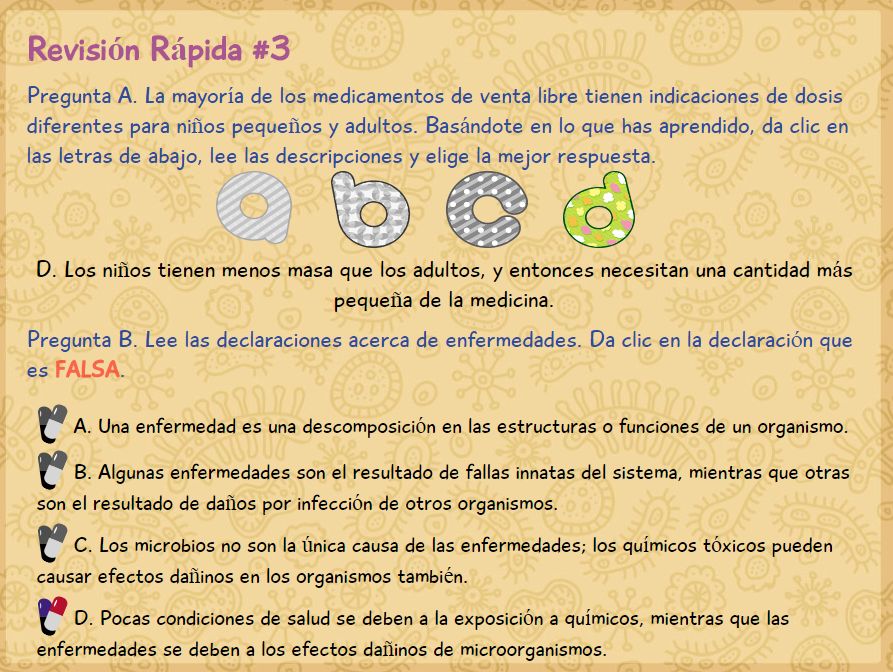 Revisión Rápida #3
Pregunta A. La mayoría de los medicamentos de venta libre tienen indicaciones de dosis
diferentes para niños pequeños y adultos. Basándote en lo que has aprendido, da clic en
las letras de abajo, lee las descripciones y elige la mejor respuesta.
a b c d
D. Los niños tienen menos masa que los adultos, y entonces necesitan una cantidad más
pequeña de la medicina.
Pregunta B. Lee las declaraciones acerca de enfermedades. Da clic en la declaración que
es FALSA.
A. Una enfermedad es una descomposición en las estructuras o funciones de un organismo.
B. Algunas enfermedades son el resultado de fallas innatas del sistema, mientras que otras
son el resultado de daños por infección de otros organismos.
C. Los microbios no son la única causa de las enfermedades; los químicos tóxicos pueden
causar efectos dañinos en los organismos también.
D. Pocas condiciones de salud se deben a la exposición a químicos, mientras que las
enfermedades se deben a los efectos dañinos de microorganismos.